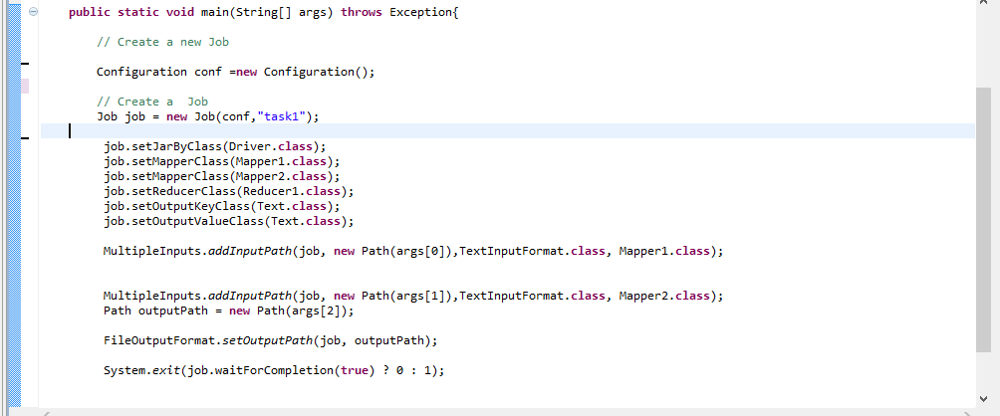 public static void main(String[] args) throws Exception{
// Create a new Job
Configuration conf =new Configuration();
// Create a  Job
Job job = new Job(conf,"task1");
job.setJarByClass(Driver.class);
job.setMapperClass(Mapper1.class);
job.setMapperClass(Mapper2.class);
job.setReducerClass(Reducer1.class);
job.setOutputKeyClass(Text.class);
job.setOutputValueClass(Text.class);
MultipleInputs.addInputPath(job, new Path(args[0]),TextInputFormat.class, Mapper1.class);
MultipleInputs.addInputPath(job, new Path(args[1]),TextInputFormat.class, Mapper2.class);
Path outputPath = new Path(args[2]);
FileOutputFormat.setOutputPath(job, outputPath);
System.exit(job.waitForCompletion(true) ? 0 : 1);